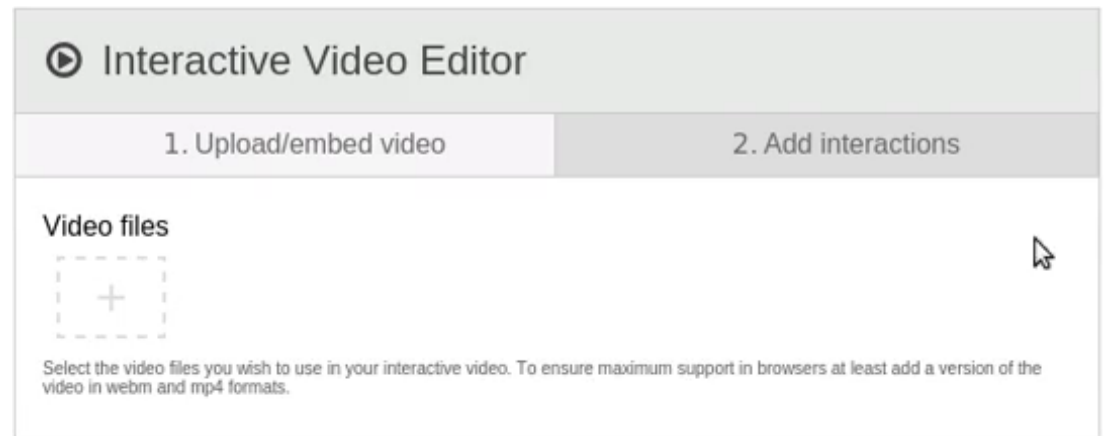 Interactive Video Editor
1. Upload/embed video
2. Add interactions
Video files
Select the video files you wish to use in your interactive video. To ensure maximum support in browsers at least add a version of the
video in webm and mp4 formats.